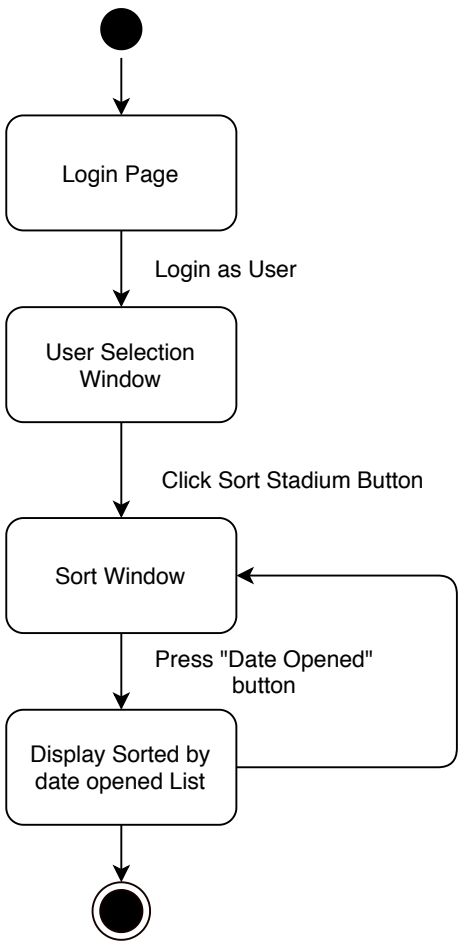 Login Page
Login as User
User Selection
Window
Click Sort Stadium Button
Sort Window
Press "Date Opened"
button
Display Sorted by
date opened List